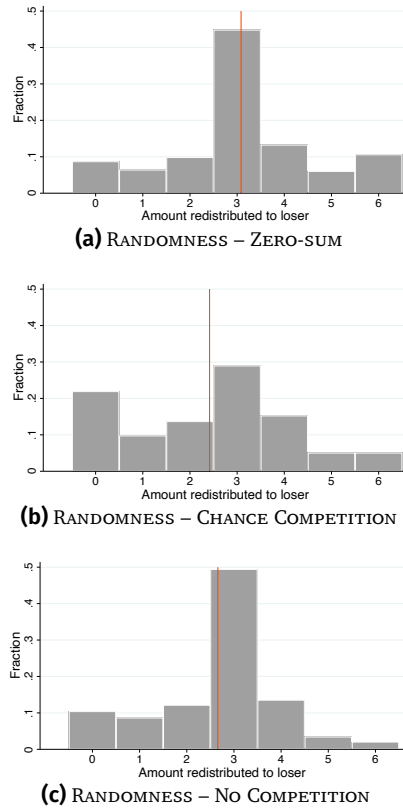 Fraction
.5
.4
.3
.2
.1
0
0 1 2 3 4 5 6
Amount redistributed to loser
(a) RANDOMNESS – ZERO-SUM
Fraction
.5
.4
.3
.2
.1
0
0 1 2 3 4 5 6
Amount redistributed to loser
(b) RANDOMNESS – CHANCE COMPETITION
Fraction
.5
.4
.3
.2
.1
0
0 1 2 3 4 5 6
Amount redistributed to loser
(c) RANDOMNESS – NO COMPETITION